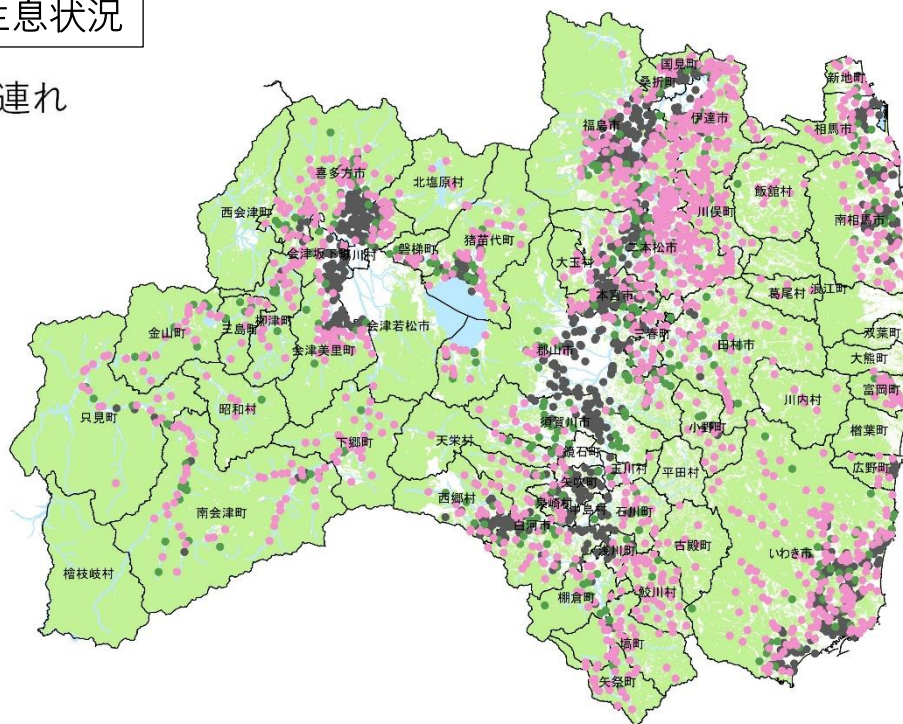 生息状況
連れ
国見町
桑折町
新地町
福島市
伊達市
相馬市
喜多方市
北塩原村
飯舘村
西会津町
川俣町
南相馬市
猪苗代町
二本松市
会津坂下町
湯川村
磐梯町
大玉村
本宮市
葛尾村
浪江町
柳津町
三島町
金山町
会津若松市
三春町
田村市
双葉町
会津美里町
郡山市
大熊町
富岡町
川内村
昭和村
只見町
須賀川市
小野町
楢葉町
下郷町
天栄村
鏡石町
玉川村
平田村
広野町
矢吹町
西郷村
泉崎村
中島村
石川町
南会津町
白河市
浅川町
古殿町
いわき市
檜枝岐村
棚倉町
鮫川村
塙町
矢祭町